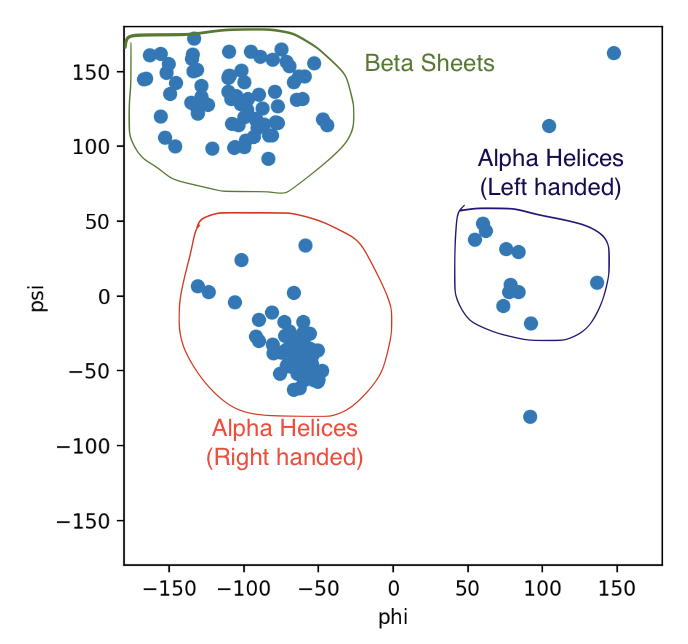 Beta Sheets
150
100
Alpha Helices
(Left handed)
50
0
psi
−50
Alpha Helices
(Right handed)
−100
−150
−150 −100 −50 0 50 100 150
phi